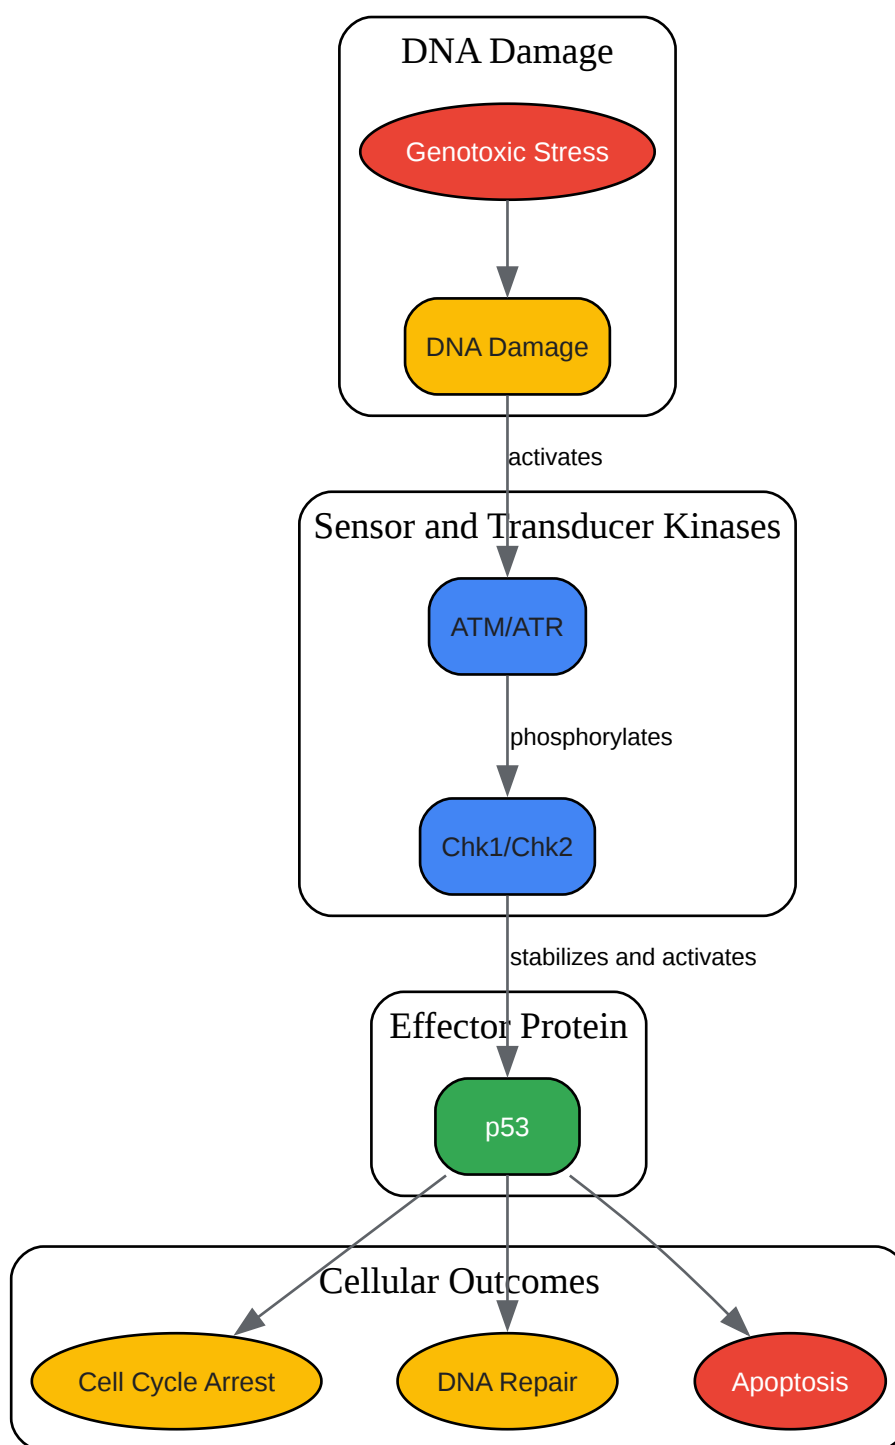 DNA Damage
Genotoxic Stress
DNA Damage
activates
Sensor and Transducer Kinases
ATM/ATR
phosphorylates
Chk1/Chk2
stabilizes and activates
Effector Protein
p53
Cellular Outcomes
Cell Cycle Arrest
DNA Repair
Apoptosis